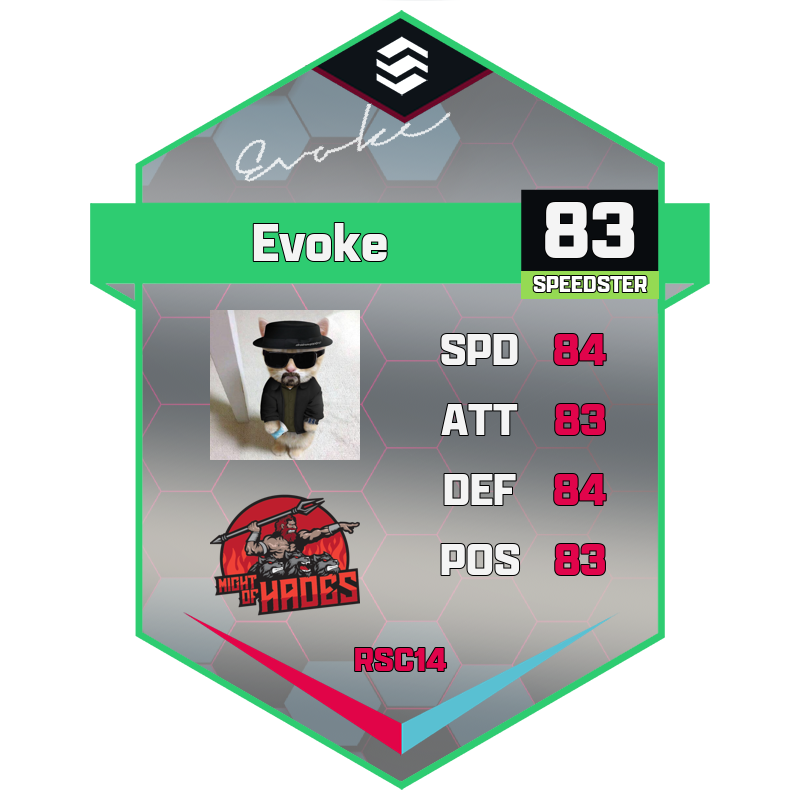 Evoke
Evoke
83
SPEEDSTER
SPD 84
ATT 83
DEF 84
POS 83
MIGHT
OF HADES
RSC14